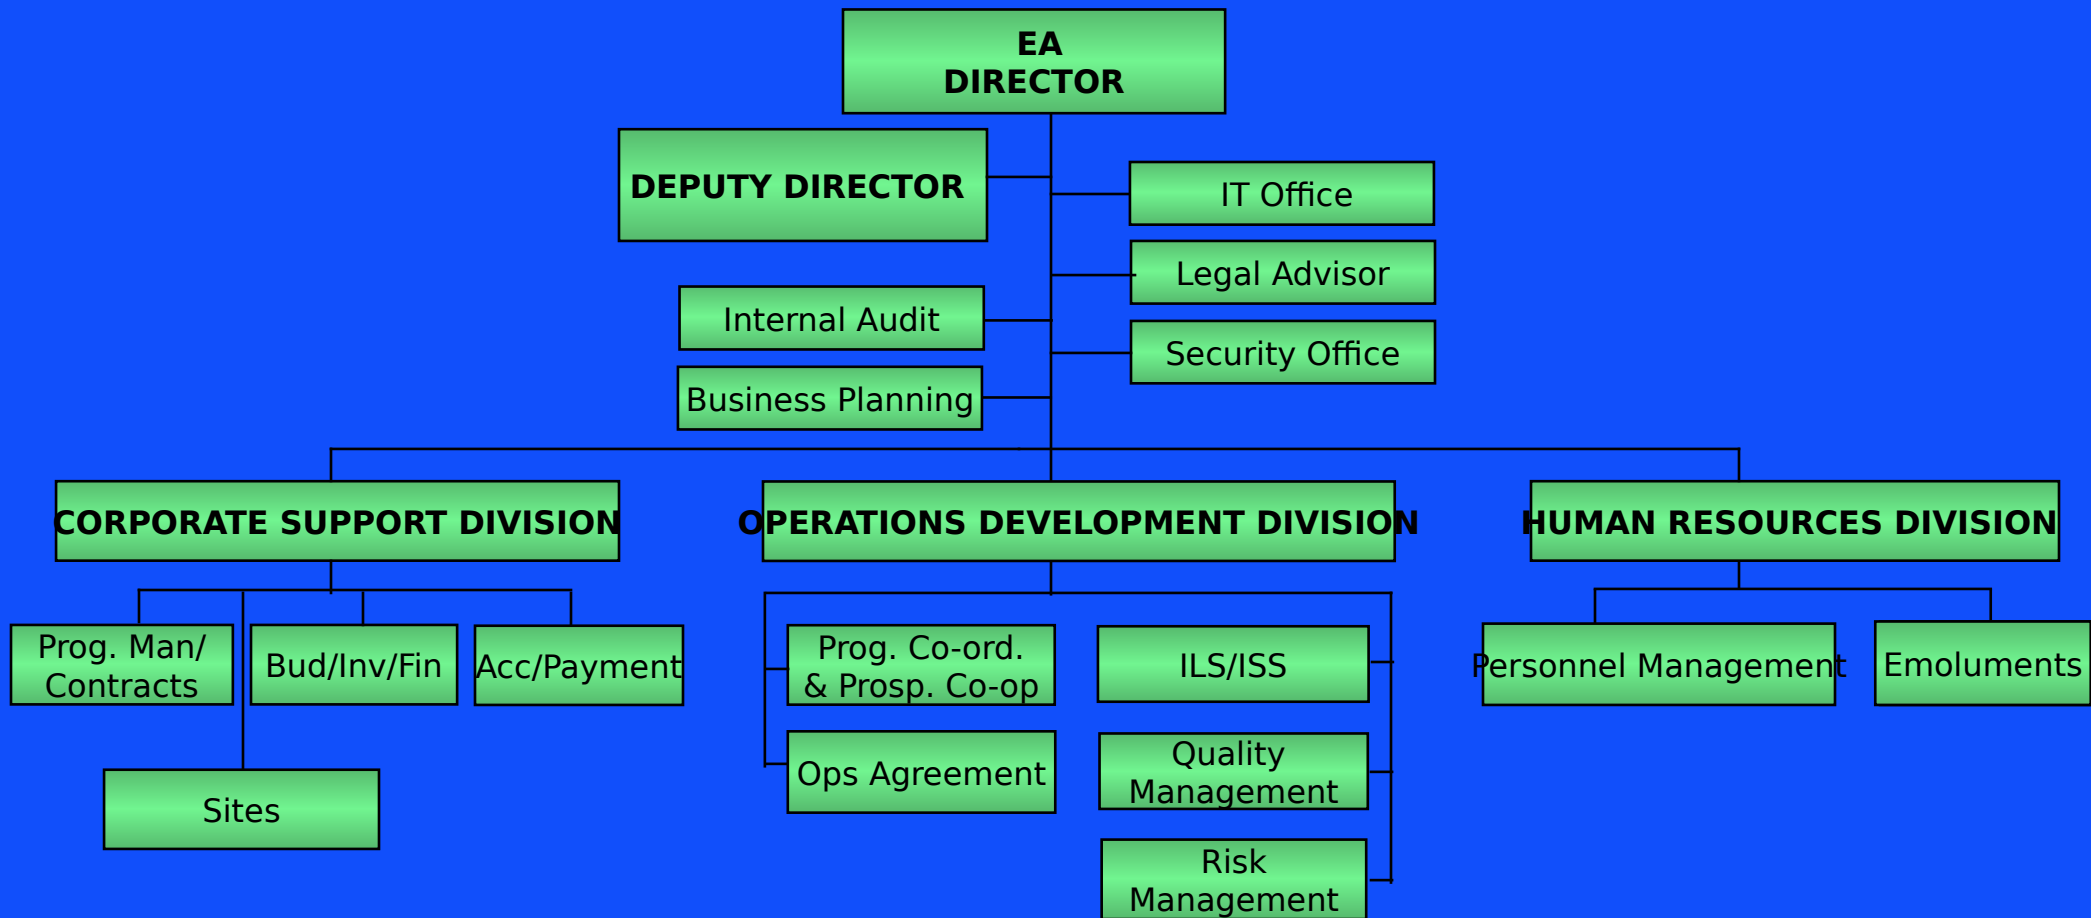 EA
DIRECTOR
DEPUTY DIRECTOR
IT Office
Legal Advisor
Internal Audit
Security Office
Business Planning
CORPORATE SUPPORT DIVISION
OPERATIONS DEVELOPMENT DIVISION
HUMAN RESOURCES DIVISION
Prog. Man/
Contracts
Bud/Inv/Fin
Acc/Payment
Sites
Prog. Co-ord.
& Prosp. Co-op
Ops Agreement
ILS/ISS
Quality
Management
Risk
Management
Personnel Management
Emoluments